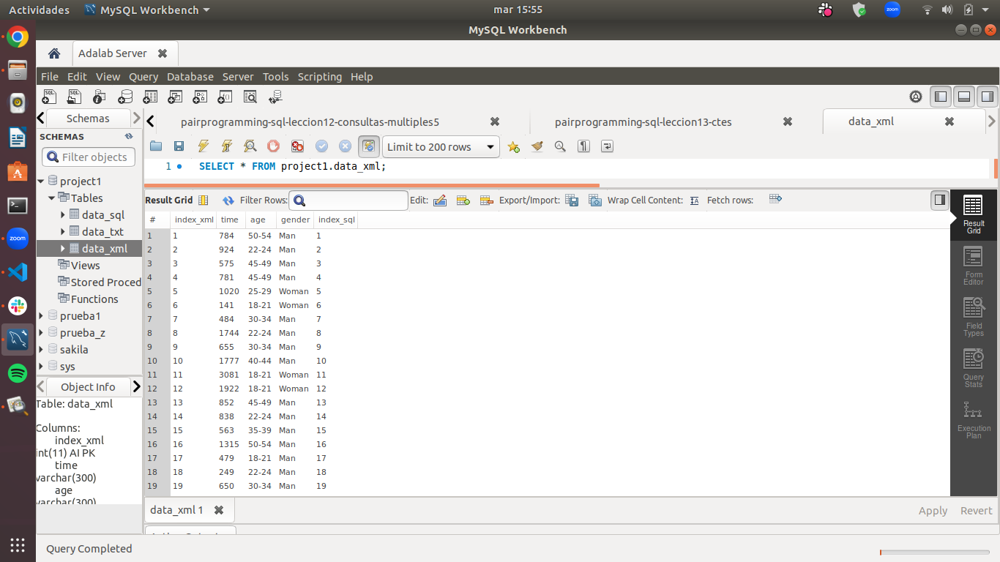 Actividades MySQL Workbench mar 15:55 zoom
MySQL Workbench
Adalab Server
File Edit View Query Database Server Tools Scripting Help
Schemas
pairprogramming-sql-leccion12-consultas-multiples5 pairprogramming-sql-leccion13-ctes data_xml
SCHEMAS
Filter objects
Limit to 200 rows
1 SELECT * FROM project1.data_xml;
project1
Tables
data_sql
data_txt
data_xml
Views
Stored Proced
Functions
prueba1
prueba_z
sakila
sys
Object Info
Table: data_xml
Columns:
index_xml
int(11) AI PK
time
varchar(300)
age
varchar(300)
Result Grid Filter Rows: Edit: Export/Import: Wrap Cell Content: Fetch rows:
# index_xml time age gender index_sql
1 1 784 50-54 Man 1
2 2 924 22-24 Man 2
3 3 575 45-49 Man 3
4 4 781 45-49 Man 4
5 5 1020 25-29 Woman 5
6 6 141 18-21 Woman 6
7 7 484 30-34 Man 7
8 8 1744 22-24 Man 8
9 9 655 30-34 Man 9
10 10 1777 40-44 Man 10
11 11 3081 18-21 Woman 11
12 12 1922 18-21 Woman 12
13 13 852 45-49 Man 13
14 14 838 22-24 Man 14
15 15 563 35-39 Man 15
16 16 1315 50-54 Man 16
17 17 479 18-21 Man 17
18 18 249 22-24 Man 18
19 19 650 30-34 Man 19
Result
Grid
Form
Editor
Field
Types
Query
Stats
Execution
Plan
data_xml 1 Apply Revert
Query Completed
zoom